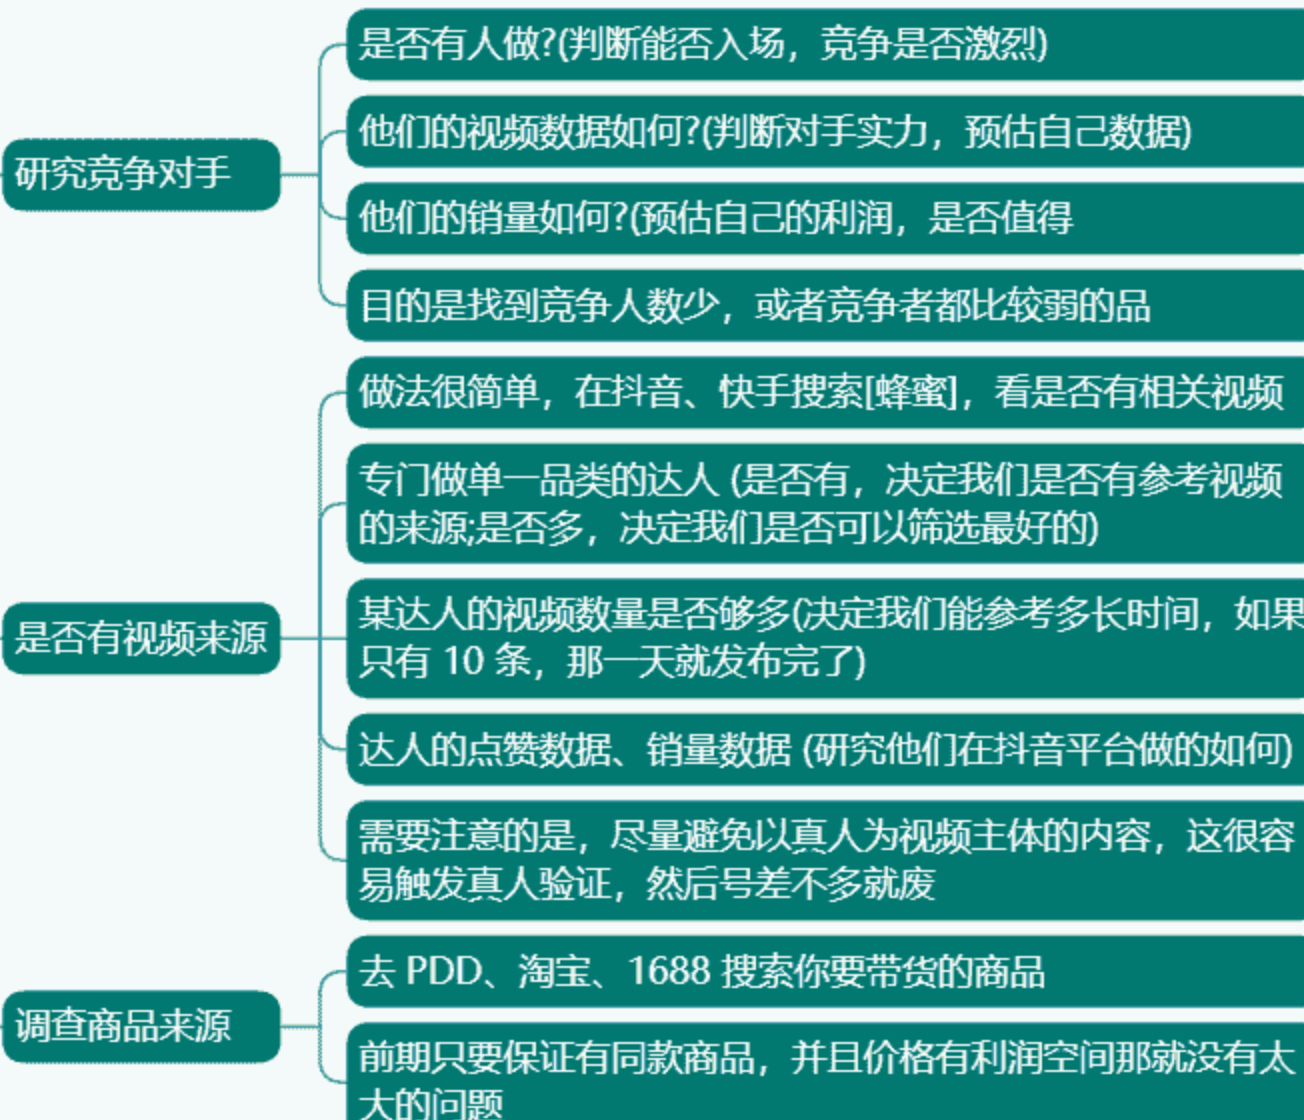 研究竞争对手
是否有人做?(判断能否入场，竞争是否激烈)
他们的视频数据如何?(判断对手实力，预估自己数据)
他们的销量如何?(预估自己的利润，是否值得
目的是找到竞争人数少，或者竞争者都比较弱的品
是否有视频来源
做法很简单，在抖音、快手搜索[蜂蜜]，看是否有相关视频
专门做单一品类的达人 (是否有，决定我们是否有参考视频
的来源;是否多，决定我们是否可以筛选最好的)
某达人的视频数量是否够多(决定我们能参考多长时间，如果
只有 10 条，那一天就发布完了)
达人的点赞数据、销量数据 (研究他们在抖音平台做的如何)
需要注意的是，尽量避免以真人为视频主体的内容，这很容
易触发真人验证，然后号差不多就废
调查商品来源
去 PDD、淘宝、1688 搜索你要带货的商品
前期只要保证有同款商品，并且价格有利润空间那就没有太
大的问题